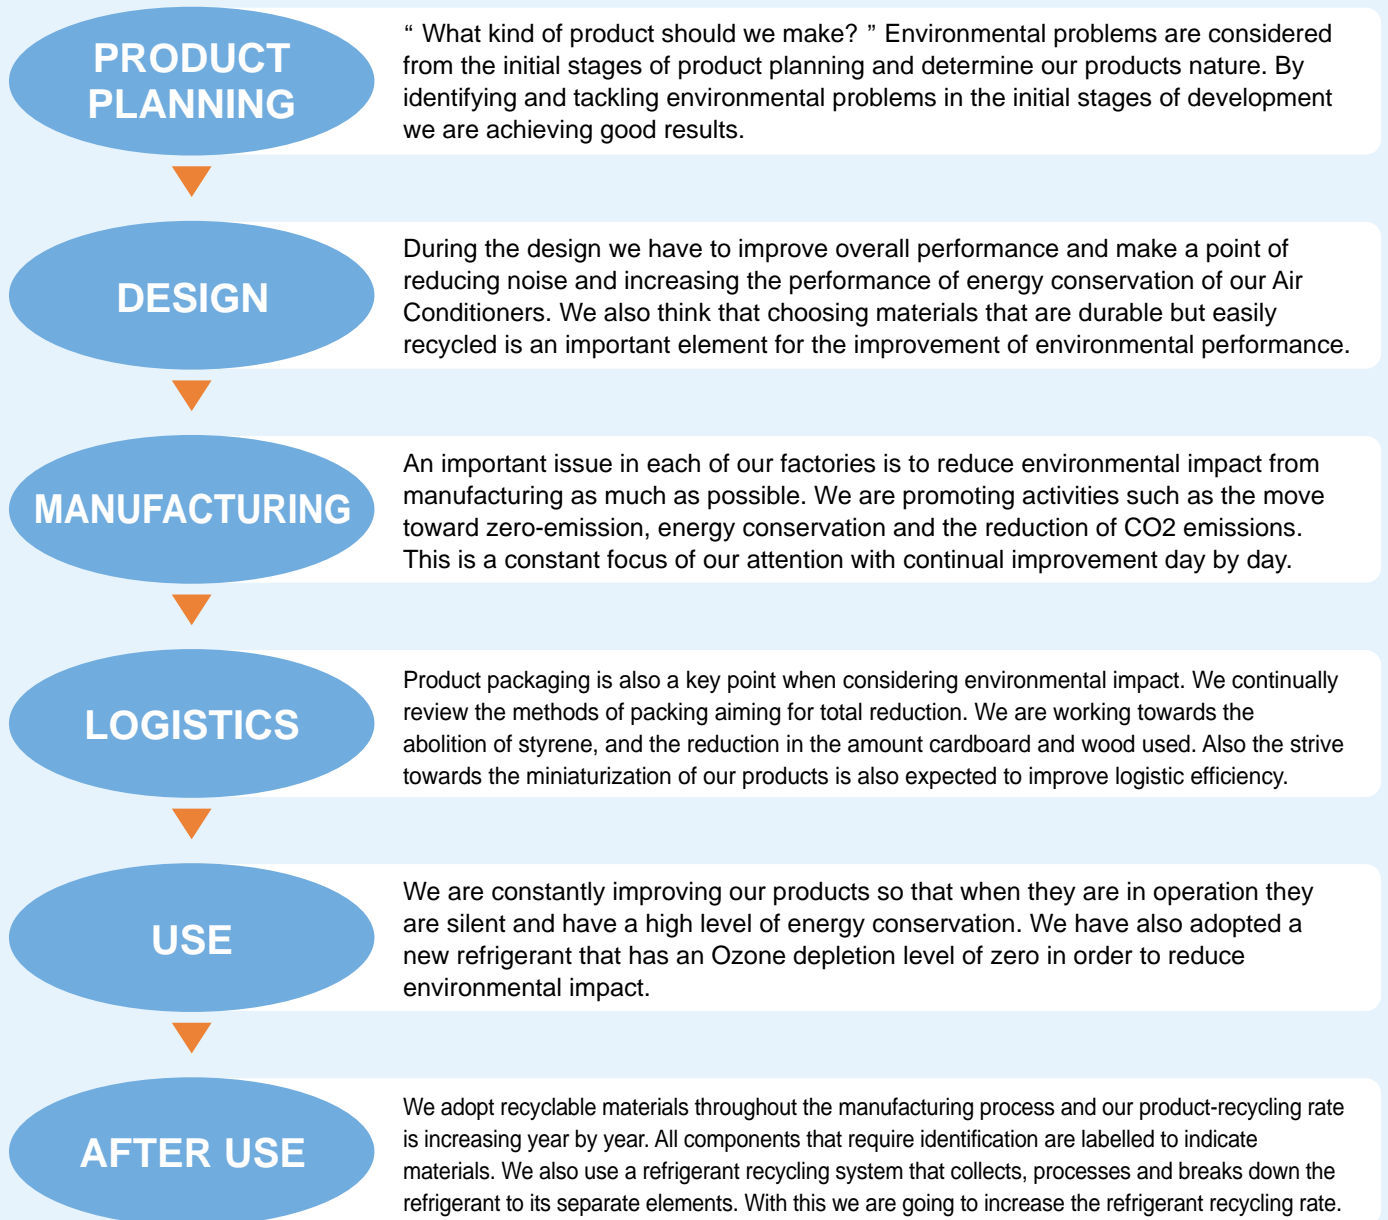 PRODUCT
PLANNING
“ What kind of product should we make? ” Environmental problems are considered
from the initial stages of product planning and determine our products nature. By
identifying and tackling environmental problems in the initial stages of development
we are achieving good results.
DESIGN
During the design we have to improve overall performance and make a point of
reducing noise and increasing the performance of energy conservation of our Air
Conditioners. We also think that choosing materials that are durable but easily
recycled is an important element for the improvement of environmental performance.
MANUFACTURING
An important issue in each of our factories is to reduce environmental impact from
manufacturing as much as possible. We are promoting activities such as the move
toward zero-emission, energy conservation and the reduction of CO2 emissions.
This is a constant focus of our attention with continual improvement day by day.
LOGISTICS
Product packaging is also a key point when considering environmental impact. We continually
review the methods of packing aiming for total reduction. We are working towards the
abolition of styrene, and the reduction in the amount cardboard and wood used. Also the strive
towards the miniaturization of our products is also expected to improve logistic efficiency.
USE
We are constantly improving our products so that when they are in operation they
are silent and have a high level of energy conservation. We have also adopted a
new refrigerant that has an Ozone depletion level of zero in order to reduce
environmental impact.
AFTER USE
We adopt recyclable materials throughout the manufacturing process and our product-recycling rate
is increasing year by year. All components that require identification are labelled to indicate
materials. We also use a refrigerant recycling system that collects, processes and breaks down the
refrigerant to its separate elements. With this we are going to increase the refrigerant recycling rate.